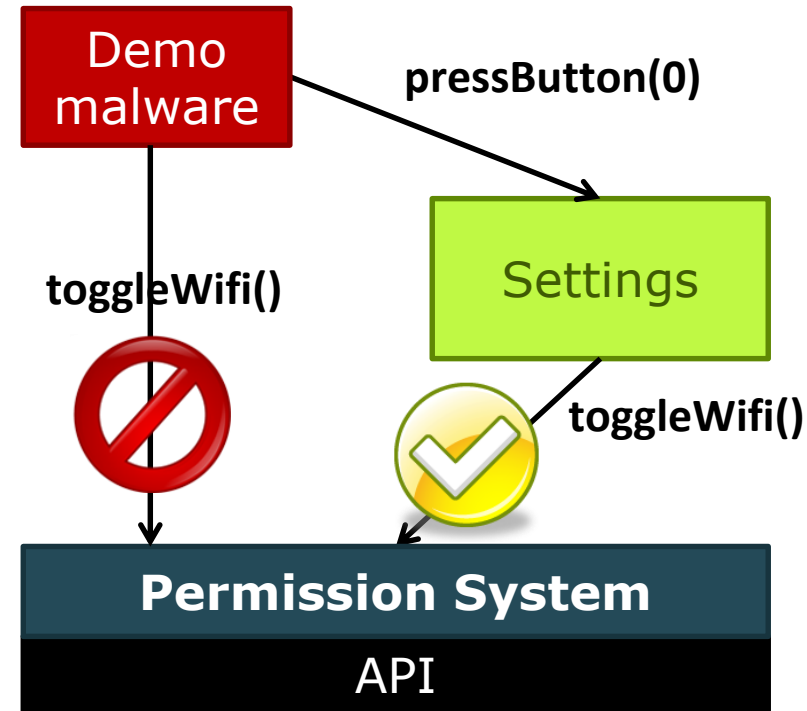 Demo
malware
pressButton(0)
toggleWifi()
Settings
toggleWifi()
Permission System
API